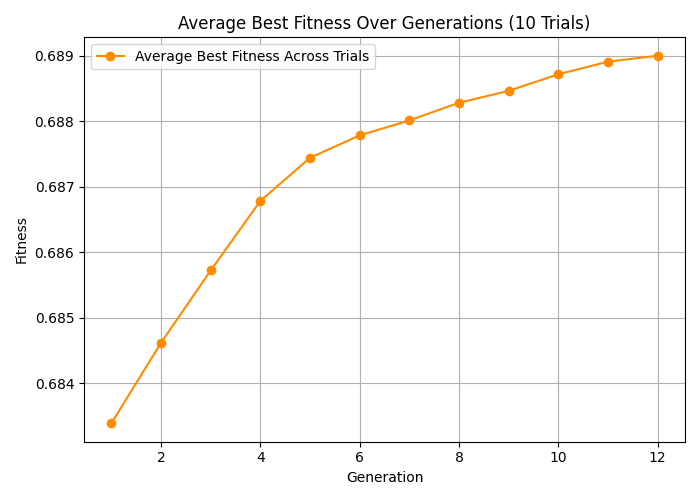 Average Best Fitness Over Generations (10 Trials)
Average Best Fitness Across Trials
Fitness
0.689
0.688
0.687
0.686
0.685
0.684
2 4 6 8 10 12
Generation